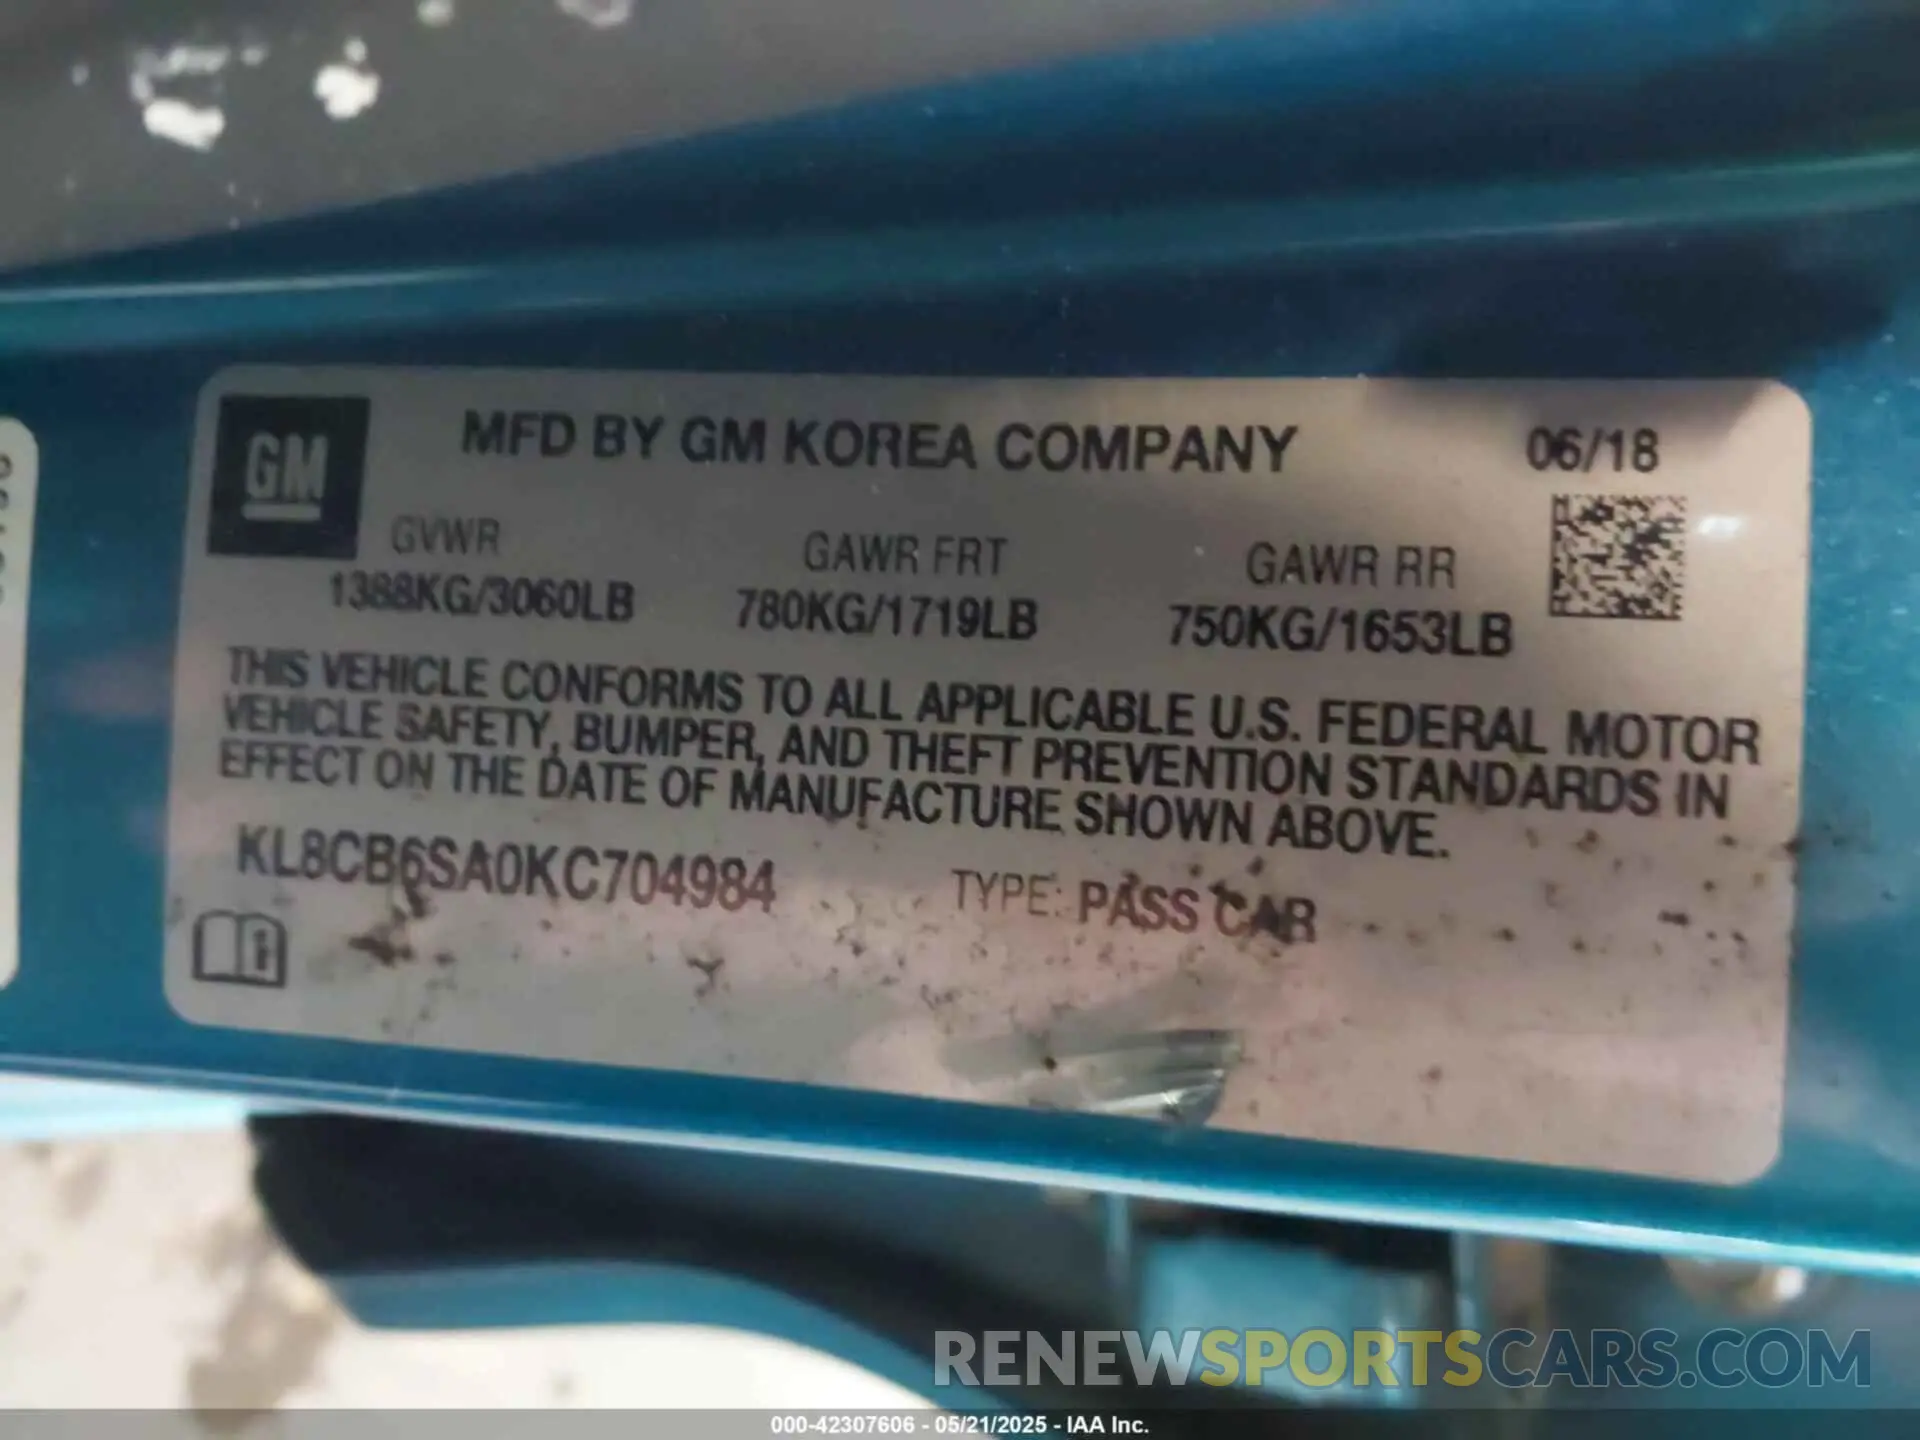 GM
MFD BY GM KOREA COMPANY
06/18
GVWR
GAWR FRT
GAWR RR
1388KG/3060LB
780KG/1719LB
750KG/1653LB
THIS VEHICLE CONFORMS TO ALL APPLICABLE U.S. FEDERAL MOTOR
VEHICLE SAFETY, BUMPER, AND THEFT PREVENTION STANDARDS IN
EFFECT ON THE DATE OF MANUFACTURE SHOWN ABOVE.
KL8CB6SA0KC704984
TYPE: PASS CAR
RENEWSPORTSCARS.COM
000-42307606 - 05/21/2025 - IAA Inc.